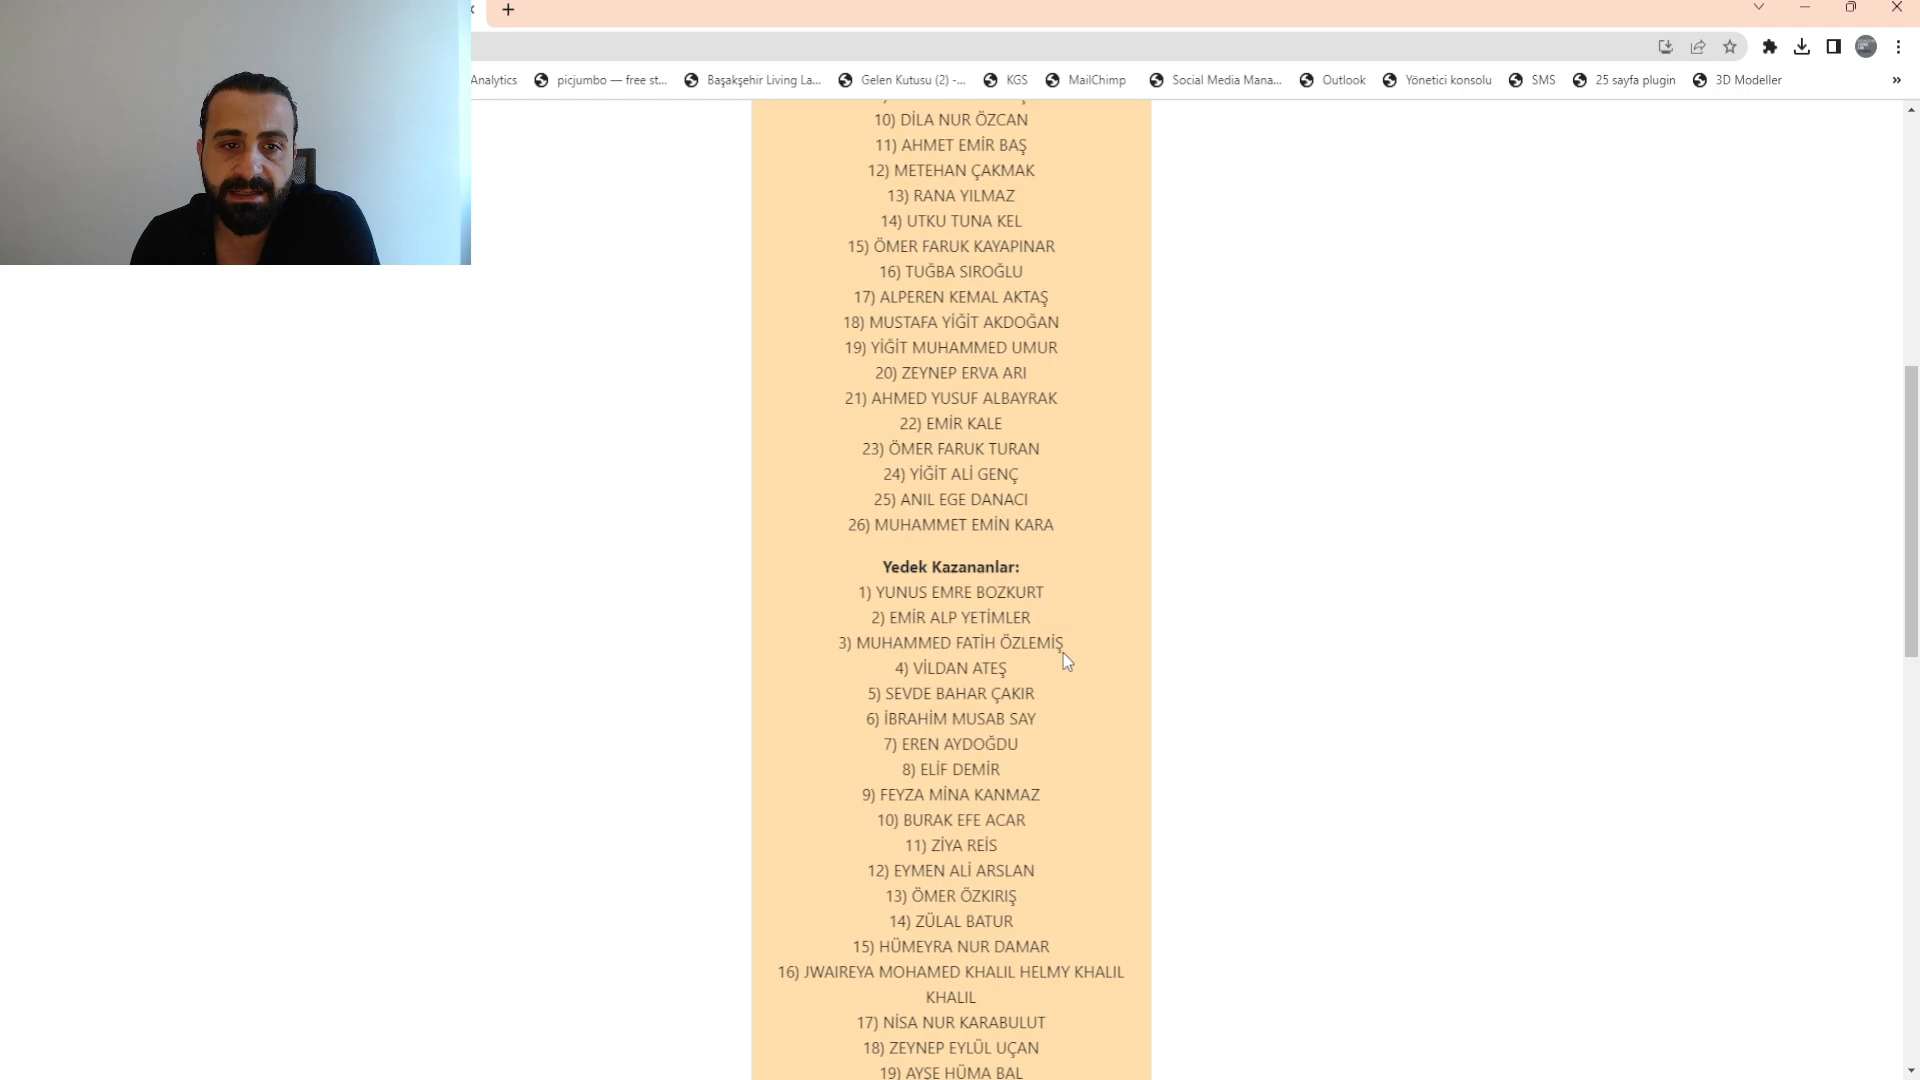 Analytics
picjumbo — free st...
Başakşehir Living La...
Gelen Kutusu (2) -...
KGS
MailChimp
Social Media Mana...
Outlook
Yönetici konsolu
SMS
25 sayfa plugin
3D Modeller
10) DİLA NUR ÖZCAN
11) AHMET EMİR BAŞ
12) METEHAN ÇAKMAK
13) RANA YILMAZ
14) UTKU TUNA KEL
15) ÖMER FARUK KAYAPINAR
16) TUĞBA SIROĞLU
17) ALPEREN KEMAL AKTAŞ
18) MUSTAFA YİĞİT AKDOĞAN
19) YİĞİT MUHAMMED UMUR
20) ZEYNEP ERVA ARI
21) AHMED YUSUF ALBAYRAK
22) EMİR KALE
23) ÖMER FARUK TURAN
24) YİĞİT ALİ GENÇ
25) ANIL EGE DANACI
26) MUHAMMET EMİN KARA
Yedek Kazananlar:
1) YUNUS EMRE BOZKURT
2) EMİR ALP YETİMLER
3) MUHAMMED FATİH ÖZLEMİŞ
4) VİLDAN ATEŞ
5) SEVDE BAHAR ÇAKIR
6) İBRAHİM MUSAB SAY
7) EREN AYDOĞDU
8) ELİF DEMİR
9) FEYZA MİNA KANMAZ
10) BURAK EFE ACAR
11) ZİYA REİS
12) EYMEN ALİ ARSLAN
13) ÖMER ÖZKIRIŞ
14) ZÜLAL BATUR
15) HÜMEYRA NUR DAMAR
16) JWAIREYA MOHAMED KHALIL HELMY KHALIL
KHALIL
17) NİSA NUR KARABULUT
18) ZEYNEP EYLÜL UÇAN
19) AYŞE HÜMA BAL